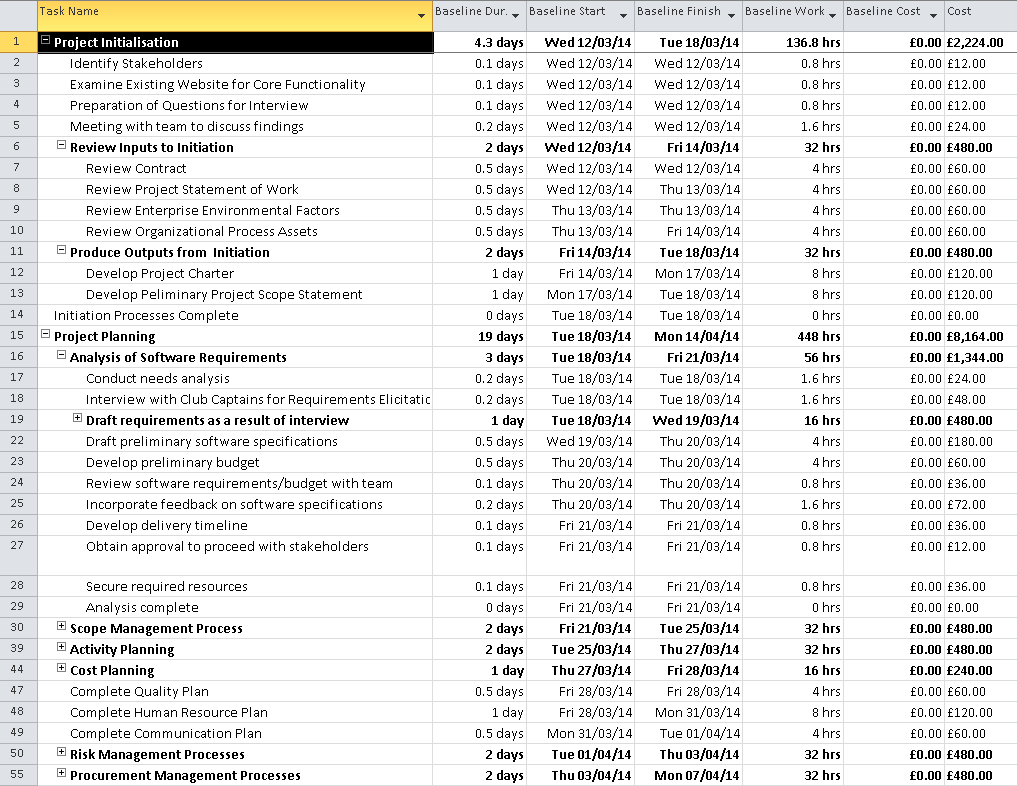 Task Name Baseline Dur. Baseline Start Baseline Finish Baseline Work Baseline Cost Cost
1 Project Initialisation 4.3 days Wed 12/03/14 Tue 18/03/14 136.8 hrs £0.00 £2,224.00
2 Identify Stakeholders 0.1 days Wed 12/03/14 Wed 12/03/14 0.8 hrs £0.00 £12.00
3 Examine Existing Website for Core Functionality 0.1 days Wed 12/03/14 Wed 12/03/14 0.8 hrs £0.00 £12.00
4 Preparation of Questions for Interview 0.1 days Wed 12/03/14 Wed 12/03/14 0.8 hrs £0.00 £12.00
5 Meeting with team to discuss findings 0.2 days Wed 12/03/14 Wed 12/03/14 1.6 hrs £0.00 £24.00
6 Review Inputs to Initiation 2 days Wed 12/03/14 Fri 14/03/14 32 hrs £0.00 £480.00
7 Review Contract 0.5 days Wed 12/03/14 Wed 12/03/14 4 hrs £0.00 £60.00
8 Review Project Statement of Work 0.5 days Wed 12/03/14 Thu 13/03/14 4 hrs £0.00 £60.00
9 Review Enterprise Environmental Factors 0.5 days Thu 13/03/14 Thu 13/03/14 4 hrs £0.00 £60.00
10 Review Organizational Process Assets 0.5 days Thu 13/03/14 Fri 14/03/14 4 hrs £0.00 £60.00
11 Produce Outputs from Initiation 2 days Fri 14/03/14 Tue 18/03/14 32 hrs £0.00 £480.00
12 Develop Project Charter 1 day Fri 14/03/14 Mon 17/03/14 8 hrs £0.00 £120.00
13 Develop Peliminary Project Scope Statement 1 day Mon 17/03/14 Tue 18/03/14 8 hrs £0.00 £120.00
14 Initiation Processes Complete 0 days Tue 18/03/14 Tue 18/03/14 0 hrs £0.00 £0.00
15 Project Planning 19 days Tue 18/03/14 Mon 14/04/14 448 hrs £0.00 £8,164.00
16 Analysis of Software Requirements 3 days Tue 18/03/14 Fri 21/03/14 56 hrs £0.00 £1,344.00
17 Conduct needs analysis 0.2 days Tue 18/03/14 Tue 18/03/14 1.6 hrs £0.00 £24.00
18 Interview with Club Captains for Requirements Elicitatic 0.2 days Tue 18/03/14 Tue 18/03/14 1.6 hrs £0.00 £48.00
19 Draft requirements as a result of interview 1 day Tue 18/03/14 Wed 19/03/14 16 hrs £0.00 £480.00
22 Draft preliminary software specifications 0.5 days Wed 19/03/14 Thu 20/03/14 4 hrs £0.00 £180.00
23 Develop preliminary budget 0.5 days Thu 20/03/14 Thu 20/03/14 4 hrs £0.00 £60.00
24 Review software requirements/budget with team 0.1 days Thu 20/03/14 Thu 20/03/14 0.8 hrs £0.00 £36.00
25 Incorporate feedback on software specifications 0.2 days Thu 20/03/14 Thu 20/03/14 1.6 hrs £0.00 £72.00
26 Develop delivery timeline 0.1 days Fri 21/03/14 Fri 21/03/14 0.8 hrs £0.00 £36.00
27 Obtain approval to proceed with stakeholders 0.1 days Fri 21/03/14 Fri 21/03/14 0.8 hrs £0.00 £12.00
28 Secure required resources 0.1 days Fri 21/03/14 Fri 21/03/14 0.8 hrs £0.00 £36.00
29 Analysis complete 0 days Fri 21/03/14 Fri 21/03/14 0 hrs £0.00 £0.00
30 Scope Management Process 2 days Fri 21/03/14 Tue 25/03/14 32 hrs £0.00 £480.00
39 Activity Planning 2 days Tue 25/03/14 Thu 27/03/14 32 hrs £0.00 £480.00
44 Cost Planning 1 day Thu 27/03/14 Fri 28/03/14 16 hrs £0.00 £240.00
47 Complete Quality Plan 0.5 days Fri 28/03/14 Fri 28/03/14 4 hrs £0.00 £60.00
48 Complete Human Resource Plan 1 day Fri 28/03/14 Mon 31/03/14 8 hrs £0.00 £120.00
49 Complete Communication Plan 0.5 days Mon 31/03/14 Tue 01/04/14 4 hrs £0.00 £60.00
50 Risk Management Processes 2 days Tue 01/04/14 Thu 03/04/14 32 hrs £0.00 £480.00
55 Procurement Management Processes 2 days Thu 03/04/14 Mon 07/04/14 32 hrs £0.00 £480.00